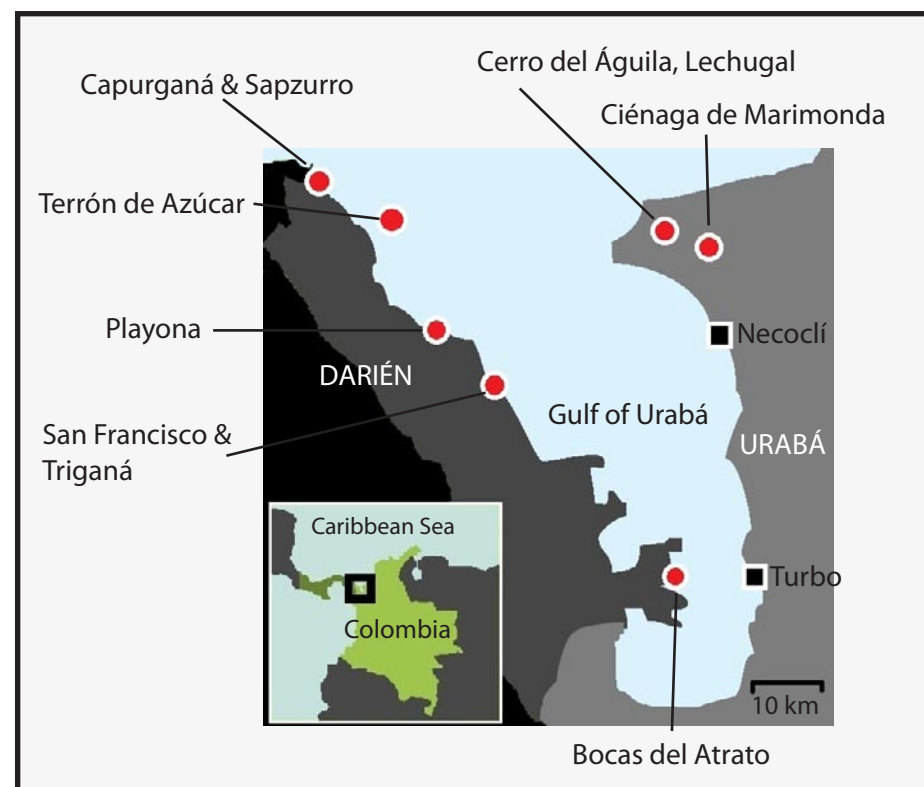 Cerro del Águila, Lechugal
Capurganá & Sapzurro
Ciénaga de Marimonda
Terrón de Azúcar
Playona
Necoclí
DARIÉN
Gulf of Urabá
San Francisco &
Triganá
URABÁ
Caribbean Sea
Turbo
Colombia
10 km
Bocas del Atrato